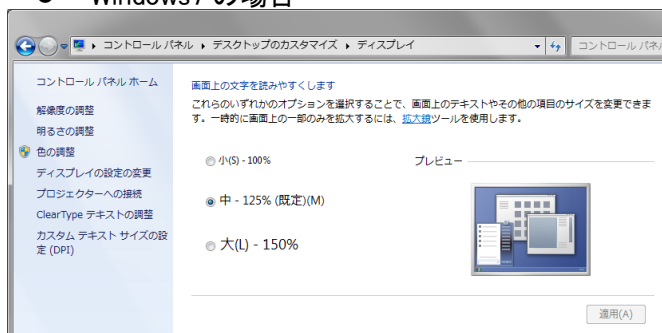 ● Windows7 の場合
コントロール パネル ▸ デスクトップのカスタマイズ ▸ ディスプレイ
コントロール パネル
コントロール パネル ホーム
解像度の調整
明るさの調整
色の調整
ディスプレイの設定の変更
プロジェクターへの接続
ClearType テキストの調整
カスタム テキスト サイズの設
定 (DPI)
画面上の文字を読みやすくします
これらのいずれかのオプションを選択することで、画面上のテキストやその他の項目のサイズを変更できま
す。一時的に画面上の一部のみを拡大するには、拡大鏡ツールを使用します。
小(S) - 100%
プレビュー
中 - 125% (既定)(M)
大(L) - 150%
適用(A)